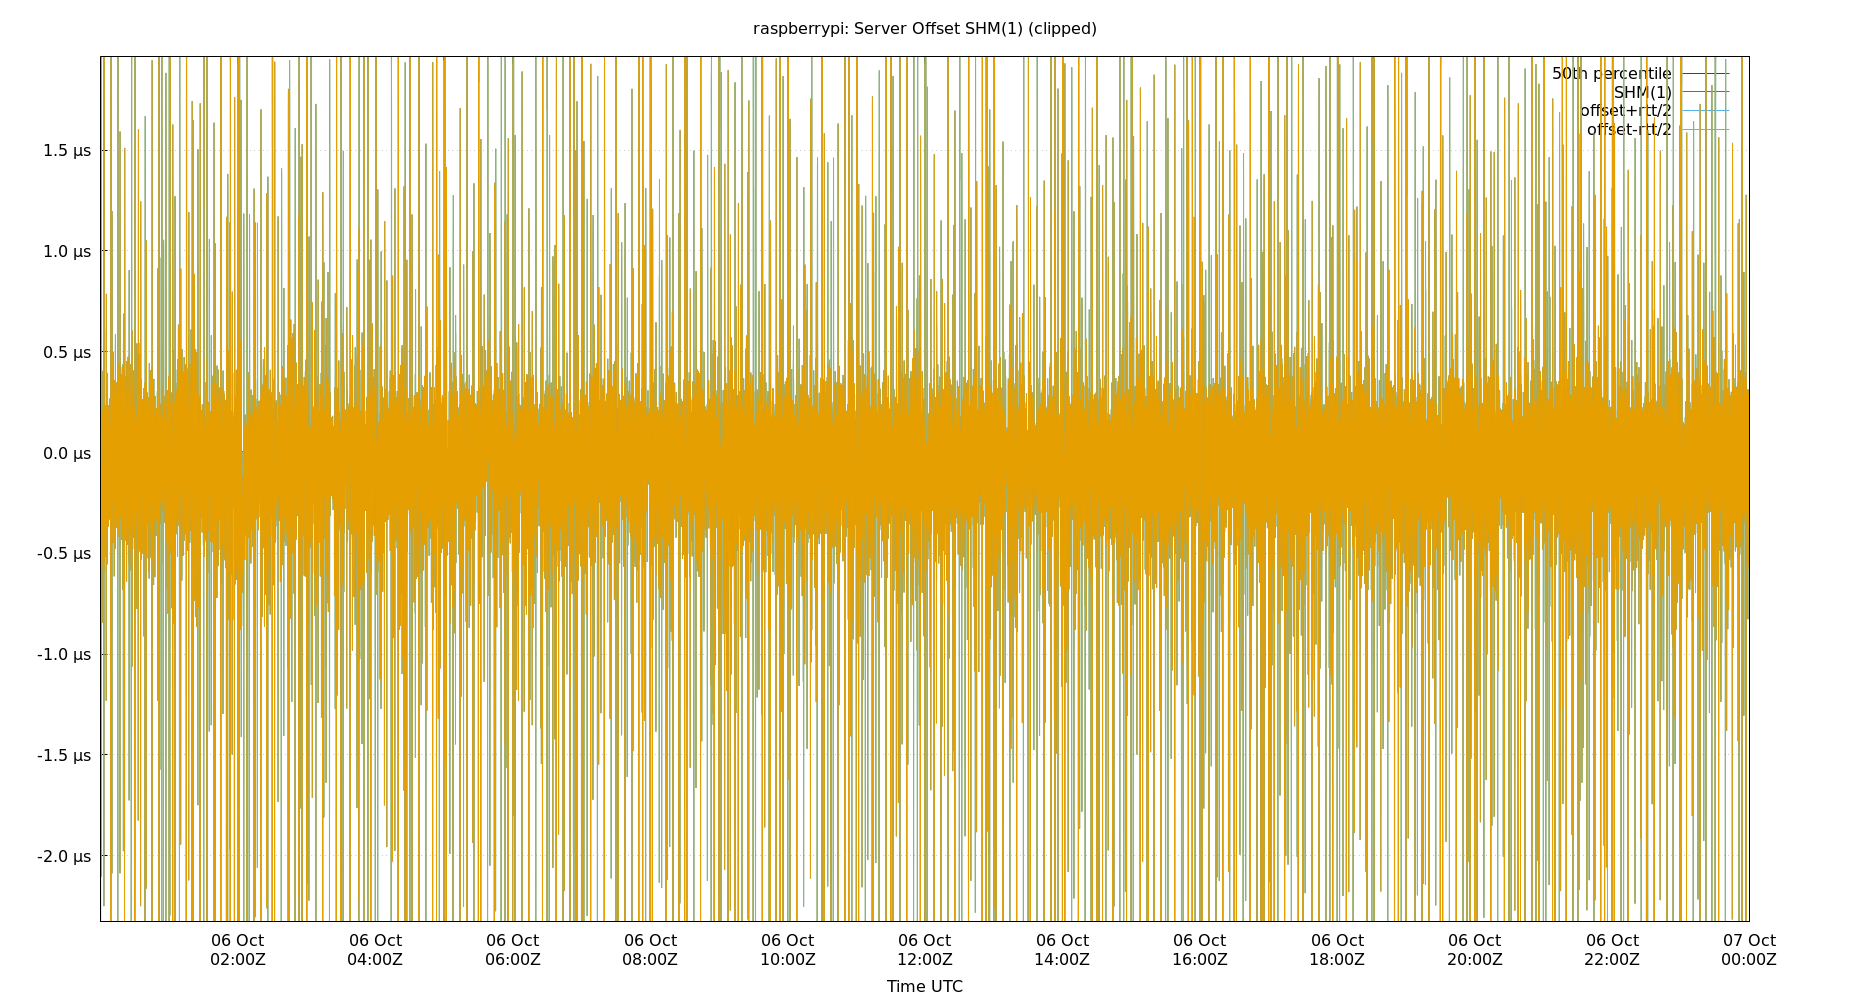 raspberrypi: Server Offset SHM(1) (clipped)
50th percentile
SHM(1)
offset+rtt/2
offset-rtt/2
1.5 µs
1.0 µs
0.5 µs
0.0 µs
-0.5 µs
-1.0 µs
-1.5 µs
-2.0 µs
06 Oct 06 Oct 06 Oct 06 Oct 06 Oct 06 Oct 06 Oct 06 Oct 06 Oct 06 Oct 06 Oct 07 Oct
02:00Z 04:00Z 06:00Z 08:00Z 10:00Z 12:00Z 14:00Z 16:00Z 18:00Z 20:00Z 22:00Z 00:00Z
Time UTC